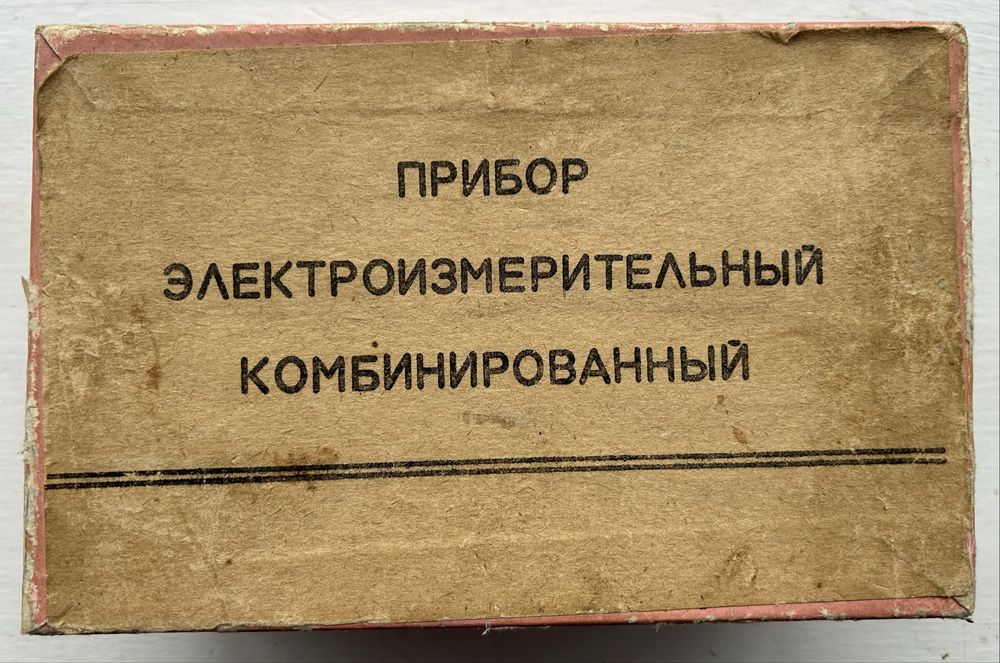 ПРИБОР
ЭЛЕКТРОИЗМЕРИТЕЛЬНЫЙ
КОМБИНИРОВАННЫЙ